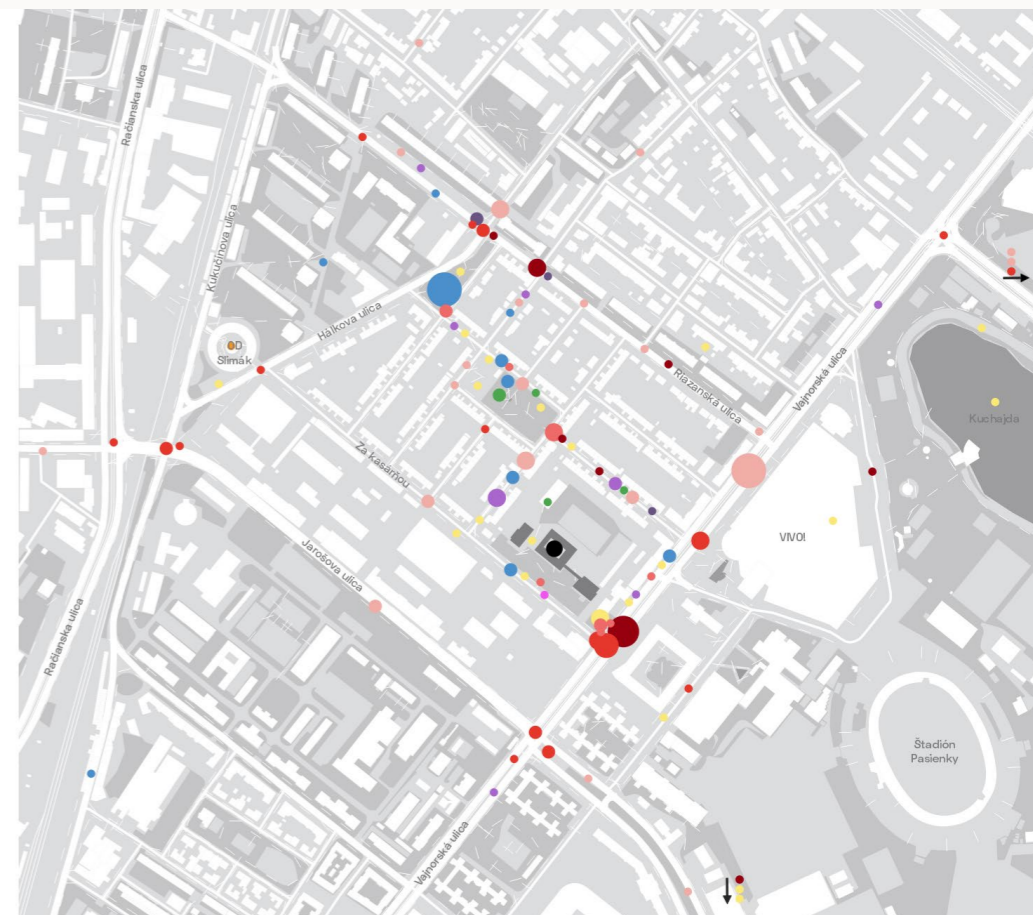 Račianska ulica
Kukučínova ulica
Hálkova ulica
OD
Slimák
Vajnorská ulica
Riazanská ulica
Kuchajda
Za kasárňou
VIVO!
Jarošova ulica
Račianska ulica
Štadión
Pasienky
Vajnorská ulica